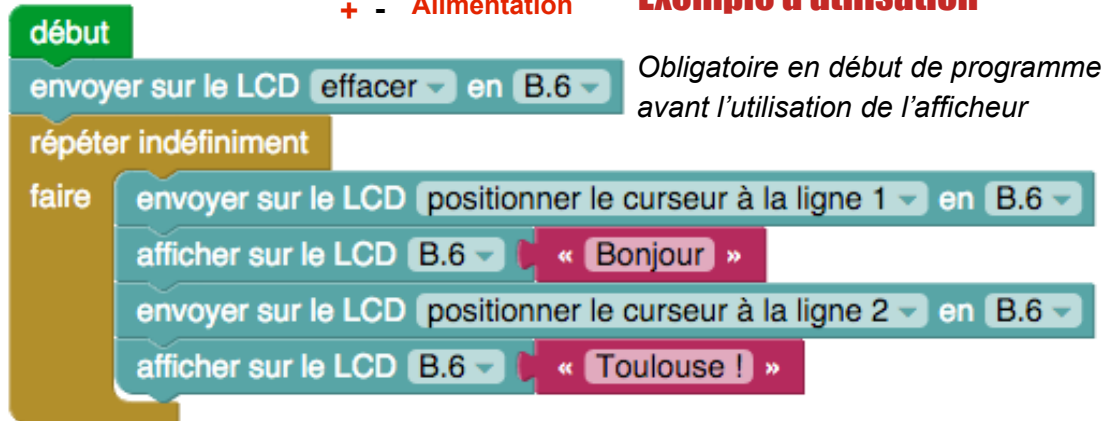 + - Alimentation
Exemple d'utilisation
début
envoyer sur le LCD effacer en B.6
Obligatoire en début de programme
avant l'utilisation de l'afficheur
répéter indéfiniment
faire
envoyer sur le LCD positionner le curseur à la ligne 1 en B.6
afficher sur le LCD B.6 « Bonjour »
envoyer sur le LCD positionner le curseur à la ligne 2 en B.6
afficher sur le LCD B.6 « Toulouse ! »